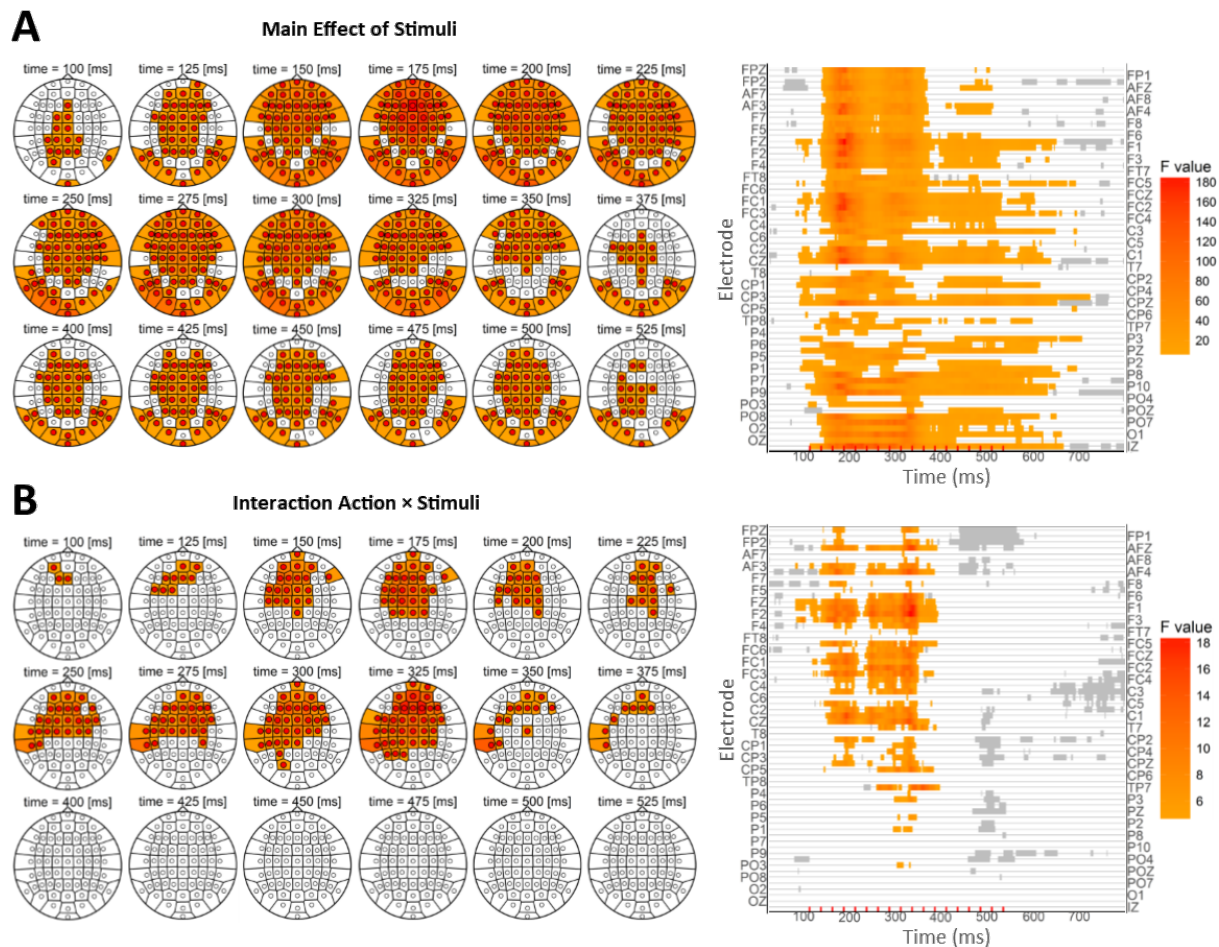 A
Main Effect of Stimuli
time = 100 [ms] time = 125 [ms] time = 150 [ms] time = 175 [ms] time = 200 [ms] time = 225 [ms]
time = 250 [ms] time = 275 [ms] time = 300 [ms] time = 325 [ms] time = 350 [ms] time = 375 [ms]
time = 400 [ms] time = 425 [ms] time = 450 [ms] time = 475 [ms] time = 500 [ms] time = 525 [ms]
Electrode
FPZ
FP2
AF7
AF3
F7
F5
FZ
F2
F4
FT8
FC6
FC1
FC3
C4
C6
C2
CZ
T8
CP1
CP3
CP5
TP8
P4
P6
P5
P1
P7
P9
PO3
PO8
O2
OZ
FP1
AFZ
AF8
AF4
F8
F6
F1
F3
FT7
FC5
FCZ
FC2
FC4
C3
C5
C1
T7
CP2
CP4
CPZ
CP6
TP7
P3
PZ
P2
P8
P10
PO4
POZ
PO7
O1
IZ
100 200 300 400 500 600 700
Time (ms)
F value
180
160
140
120
100
80
60
40
20
B
Interaction Action × Stimuli
time = 100 [ms] time = 125 [ms] time = 150 [ms] time = 175 [ms] time = 200 [ms] time = 225 [ms]
time = 250 [ms] time = 275 [ms] time = 300 [ms] time = 325 [ms] time = 350 [ms] time = 375 [ms]
time = 400 [ms] time = 425 [ms] time = 450 [ms] time = 475 [ms] time = 500 [ms] time = 525 [ms]
Electrode
FPZ
FP2
AF7
AF3
F7
F5
FZ
F2
F4
FT8
FC6
FC1
FC3
C4
C6
C2
CZ
T8
CP1
CP3
CP5
TP8
P4
P6
P5
P1
P7
P9
PO3
PO8
O2
OZ
FP1
AFZ
AF8
AF4
F8
F6
F1
F3
FT7
FC5
FCZ
FC2
FC4
C3
C5
C1
T7
CP2
CP4
CPZ
CP6
TP7
P3
PZ
P2
P8
P10
PO4
POZ
PO7
O1
IZ
100 200 300 400 500 600 700
Time (ms)
F value
18
16
14
12
10
8
6